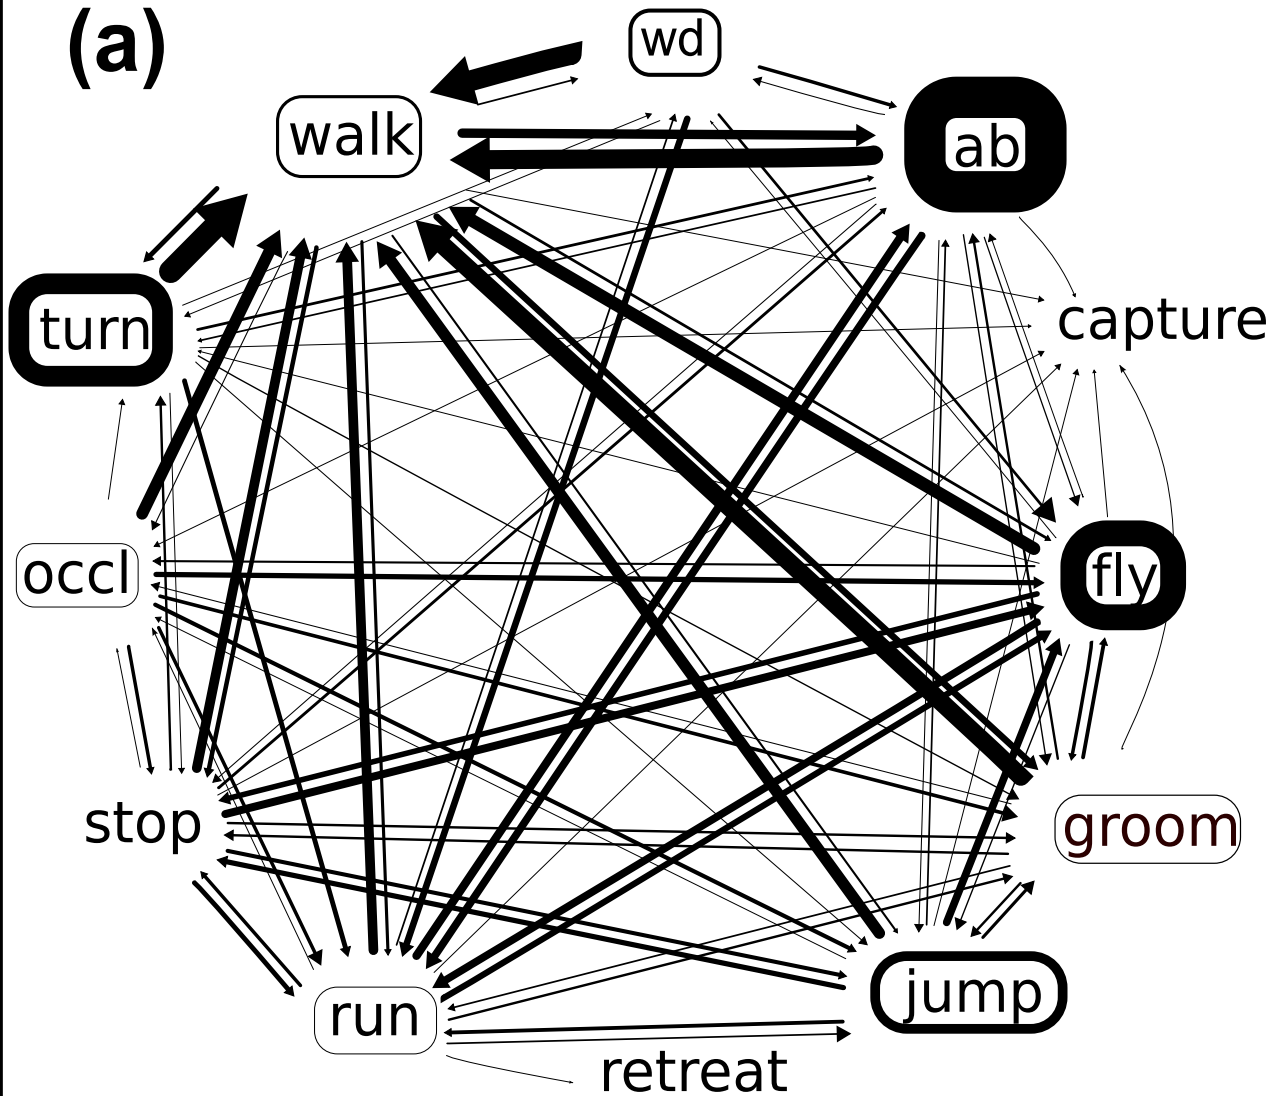 (a)
wd
walk
ab
turn
capture
occl
fly
stop
groom
run
jump
retreat